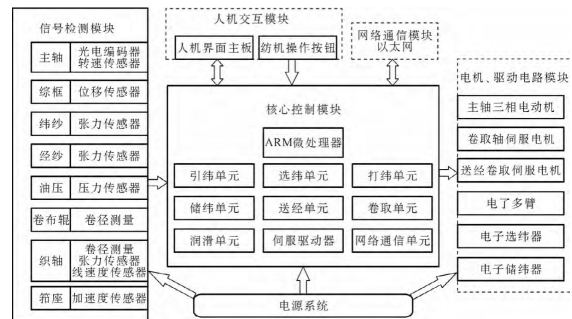 信号检测模块
主轴 光电编码器
转速传感器
综框 位移传感器
纬纱 张力传感器
经纱 张力传感器
油压 压力传感器
卷布辊 卷径测量
织轴 卷径测量
张力传感器
线速度传感器
筘座 加速度传感器
人机交互模块
人机界面主板 纺机操作按钮
网络通信模块
以太网
核心控制模块
ARM微处理器
引纬单元 选纬单元 打纬单元
储纬单元 送经单元 卷取单元
润滑单元 伺服驱动器 网络通信单元
电机、驱动电路模块
主轴三相电动机
卷取轴伺服电机
送经卷取伺服电机
电了多臂
电子选纬器
电子储纬器
电源系统